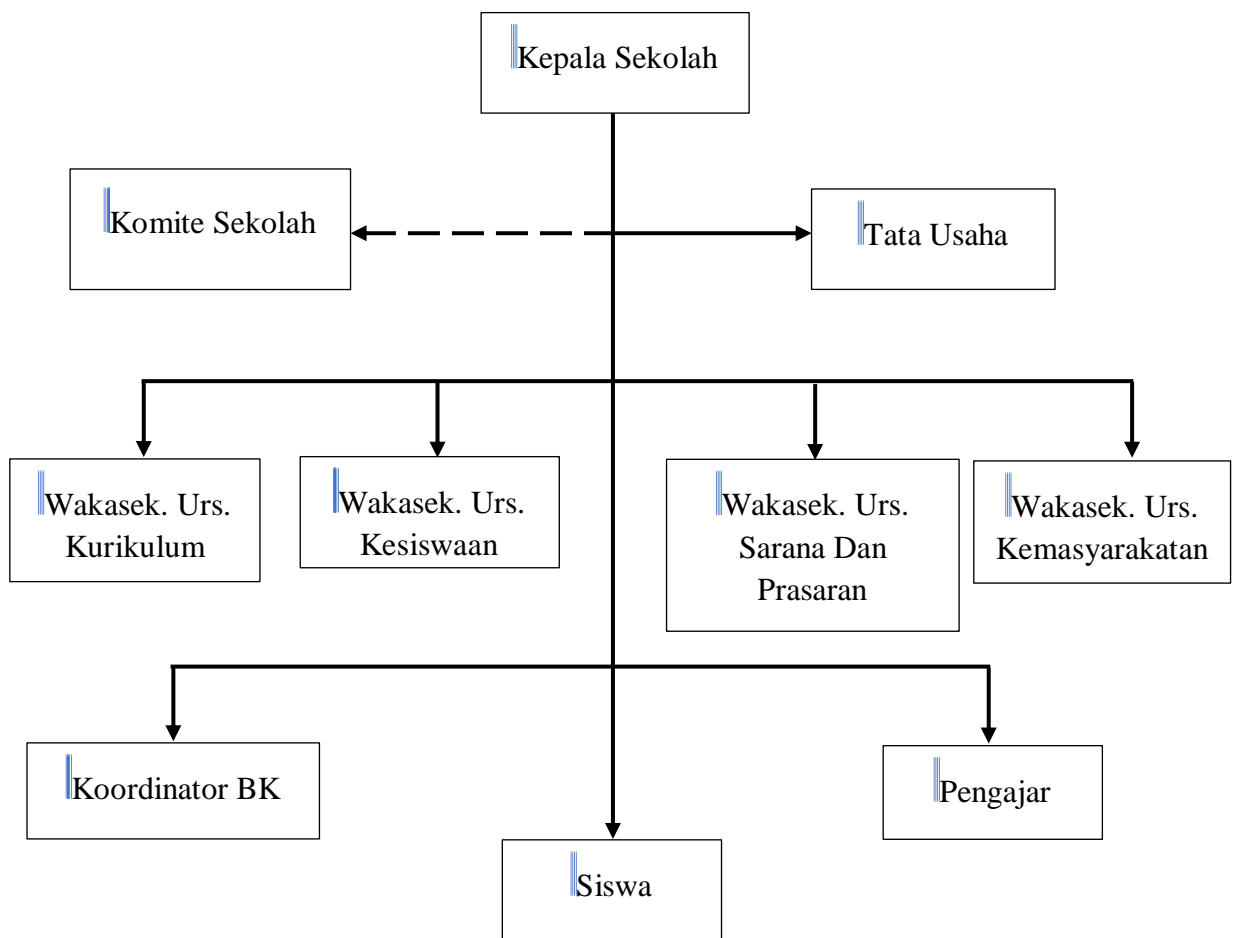 Kepala Sekolah
Komite Sekolah
Tata Usaha
Wakasek. Urs.
Kurikulum
Wakasek. Urs.
Kesiswaan
Wakasek. Urs.
Sarana Dan
Prasaran
Wakasek. Urs.
Kemasyarakatan
Koordinator BK
Pengajar
Siswa